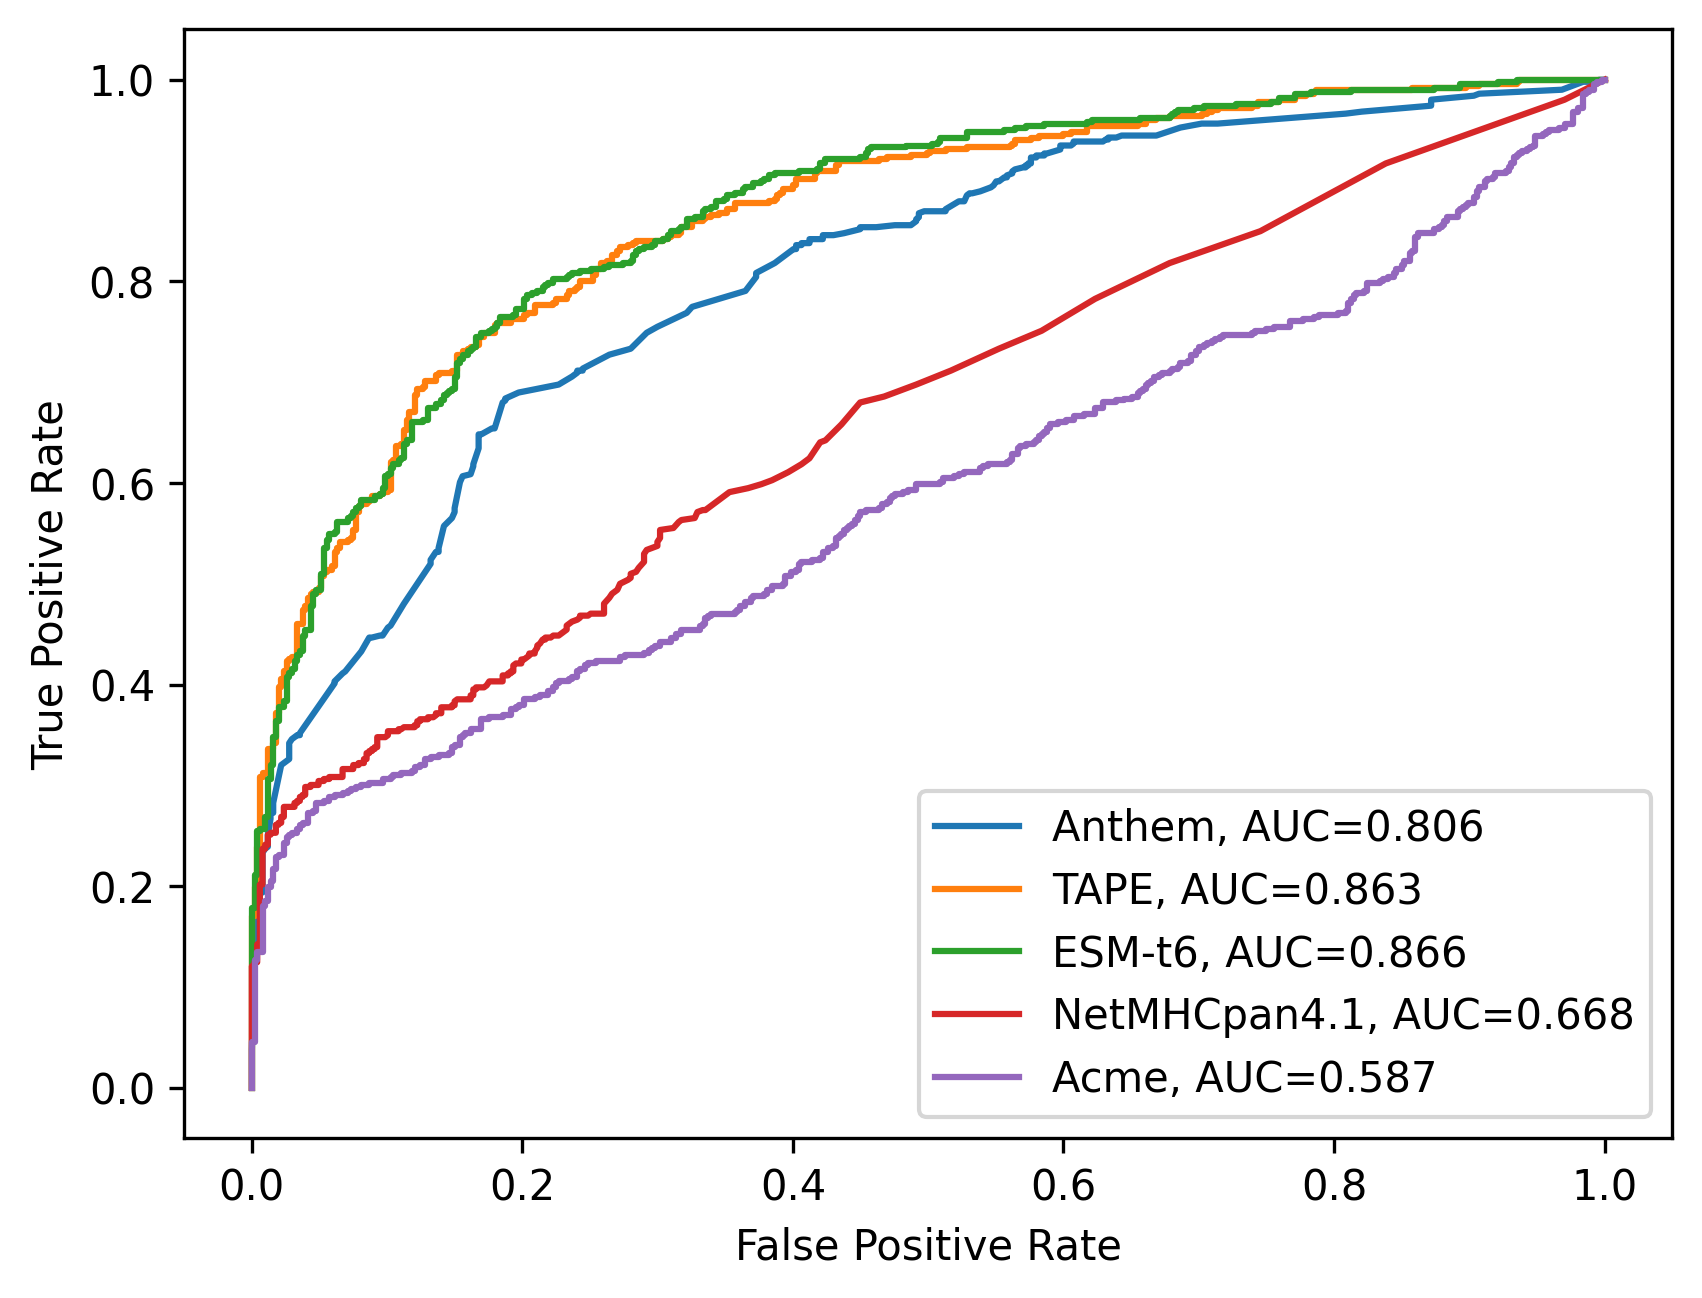 1.0
0.8
0.6
0.4
0.2
0.0
True Positive Rate
Anthem, AUC=0.806
TAPE, AUC=0.863
ESM-t6, AUC=0.866
NetMHCpan4.1, AUC=0.668
Acme, AUC=0.587
0.0 0.2 0.4 0.6 0.8 1.0
False Positive Rate